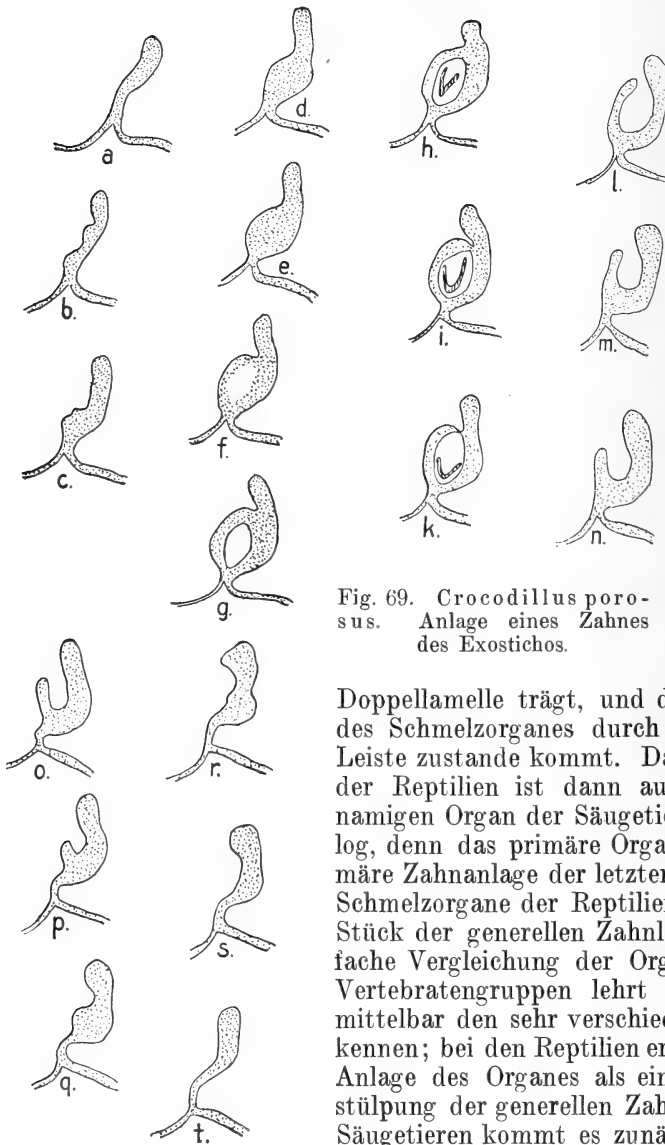 a
b.
c.
d.
e.
f.
g.
h.
i.
k.
l.
m.
n.
Fig. 69. Crocodillus poro-
sus. Anlage eines Zahnes
des Exostichos.
o.
p.
q.
r.
s.
t.
Doppellamelle trägt, und d
des Schmelzorganes durch
Leiste zustande kommt. Da
der Reptilien ist dann au
namigen Organ der Säugeti
log, denn das primäre Orga
märe Zahnanlage der letzter
Schmelzorgane der Reptilier
Stück der generellen Zahnl
fache Vergleichung der Org
Vertebratengruppen lehrt
mittelbar den sehr verschied
kennen; bei den Reptilien er
Anlage des Organes als ein
stülpung der generellen Zah
Säugetieren kommt es zunä